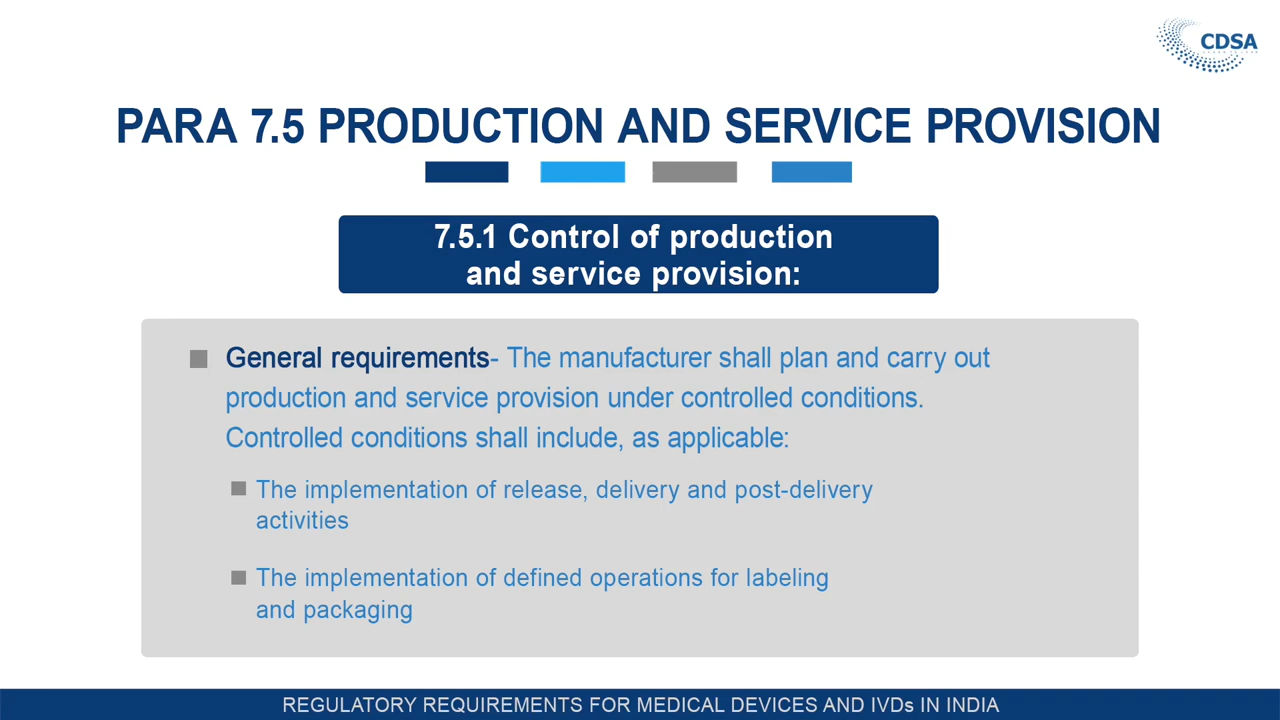 CDSA
PARA 7.5 PRODUCTION AND SERVICE PROVISION
7.5.1 Control of production
and service provision:
General requirements- The manufacturer shall plan and carry out
production and service provision under controlled conditions.
Controlled conditions shall include, as applicable:
The implementation of release, delivery and post-delivery
activities
The implementation of defined operations for labeling
and packaging
REGULATORY REQUIREMENTS FOR MEDICAL DEVICES AND IVDs IN INDIA